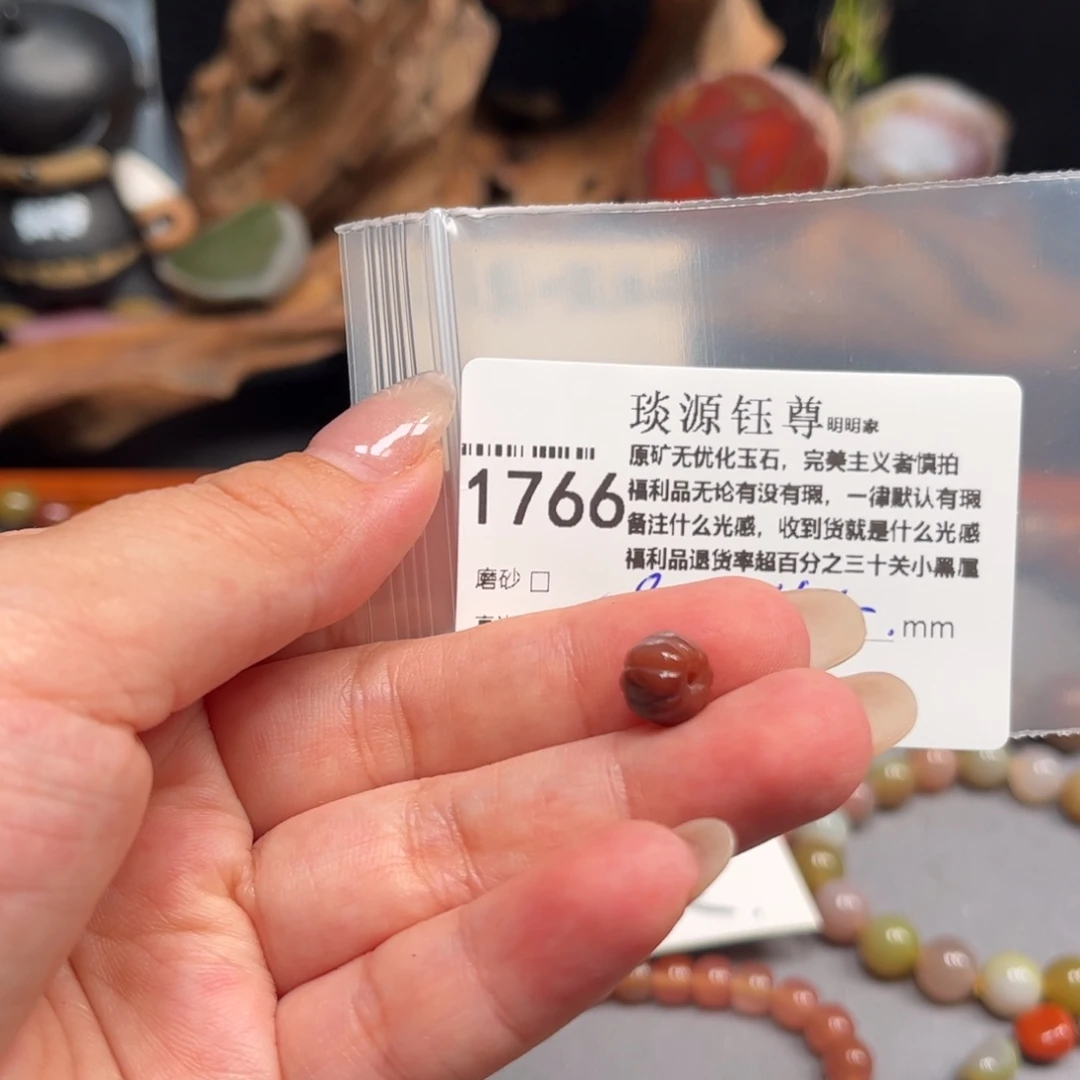 琰源钰尊明明家
原矿无优化玉石，完美主义者慎拍
1766
福利品无论有没有瑕，一律默认有瑕
备注什么光感，收到货就是什么光感
福利品退货率超百分之三十关小黑屋
磨砂 □
mm